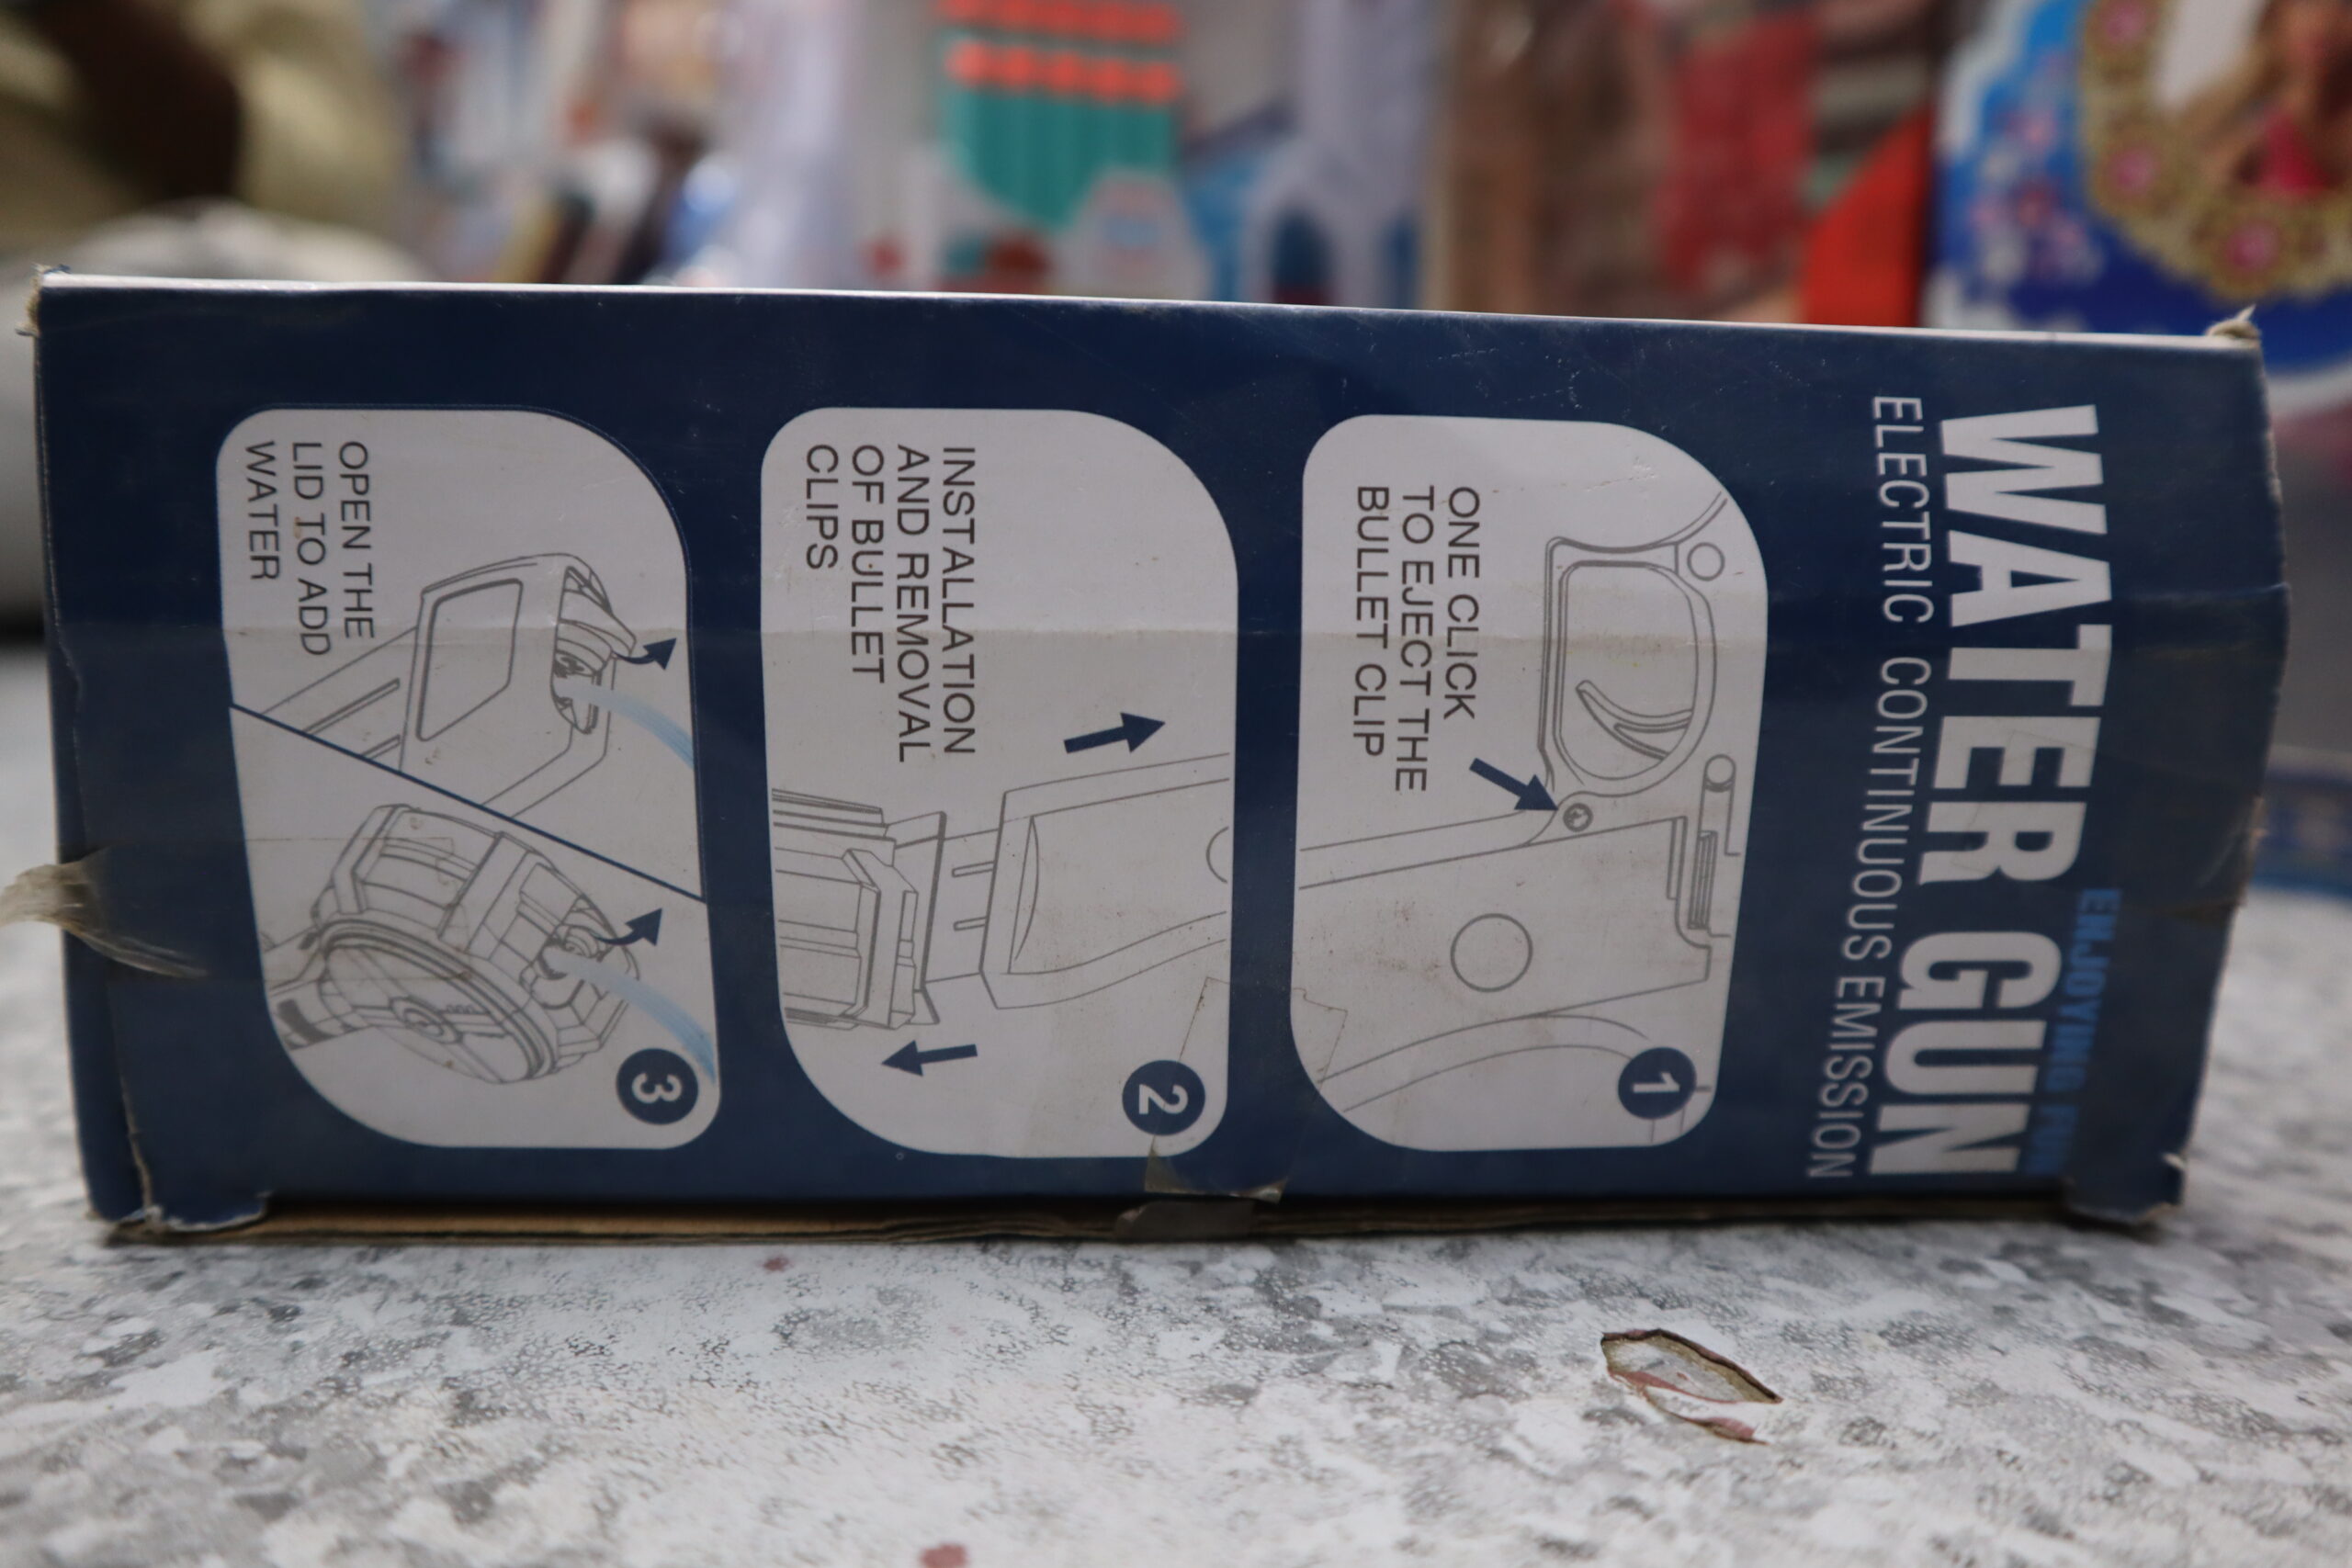 ENJOYING FUN
WATER GUN
ELECTRIC CONTINUOUS EMISSION
1
ONE CLICK
TO EJECT THE
BULLET CLIP
2
INSTALLATION
AND REMOVAL
OF BULLET
CLIPS
3
OPEN THE
LID TO ADD
WATER